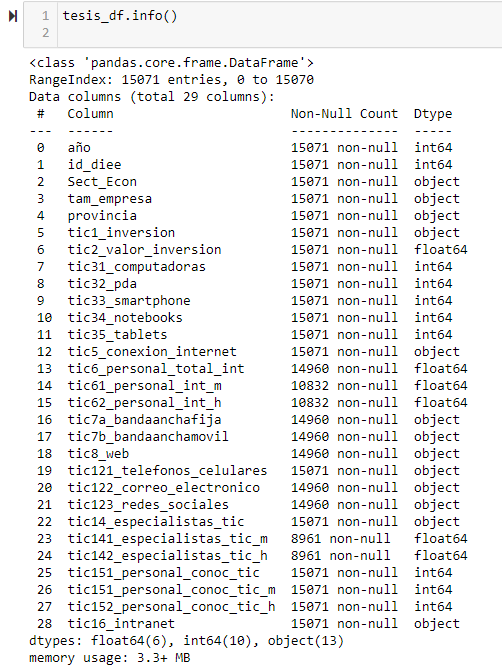 1 tesis_df.info()
2
<class 'pandas.core.frame.DataFrame'>
RangeIndex: 15071 entries, 0 to 15070
Data columns (total 29 columns):
 #   Column                       Non-Null Count  Dtype
---  ------                       --------------  -----
 0   año                          15071 non-null  int64
 1   id_diee                      15071 non-null  int64
 2   Sect_Econ                    15071 non-null  object
 3   tam_empresa                  15071 non-null  object
 4   provincia                    15071 non-null  object
 5   tic1_inversion               15071 non-null  object
 6   tic2_valor_inversion         15071 non-null  float64
 7   tic31_computadoras           15071 non-null  int64
 8   tic32_pda                    15071 non-null  int64
 9   tic33_smartphone             15071 non-null  int64
 10  tic34_notebooks              15071 non-null  int64
 11  tic35_tablets                15071 non-null  int64
 12  tic5_conexion_internet       15071 non-null  object
 13  tic6_personal_total_int      14960 non-null  float64
 14  tic61_personal_int_m         10832 non-null  float64
 15  tic62_personal_int_h         10832 non-null  float64
 16  tic7a_bandaanchafija         14960 non-null  object
 17  tic7b_bandaanchamovil        14960 non-null  object
 18  tic8_web                     14960 non-null  object
 19  tic121_telefonos_celulares   15071 non-null  object
 20  tic122_correo_electronico    14960 non-null  object
 21  tic123_redes_sociales        14960 non-null  object
 22  tic14_especialistas_tic      15071 non-null  object
 23  tic141_especialistas_tic_m   8961 non-null   float64
 24  tic142_especialistas_tic_h   8961 non-null   float64
 25  tic151_personal_conoc_tic    15071 non-null  int64
 26  tic151_personal_conoc_tic_m  15071 non-null  int64
 27  tic152_personal_conoc_tic_h  15071 non-null  int64
 28  tic16_intranet               15071 non-null  object
dtypes: float64(6), int64(10), object(13)
memory usage: 3.3+ MB